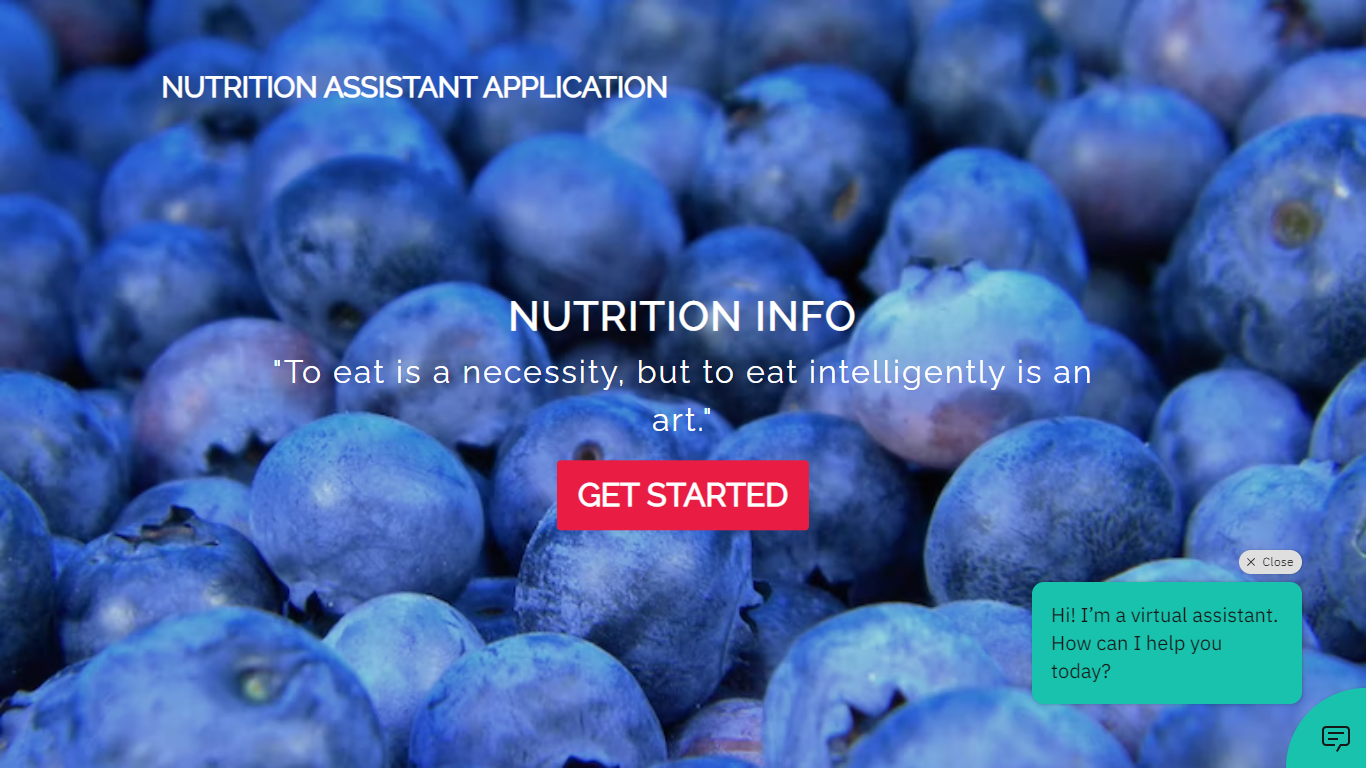 NUTRITION ASSISTANT APPLICATION
NUTRITION INFO
"To eat is a necessity, but to eat intelligently is an
art."
GET STARTED
Close
Hi! I’m a virtual assistant.
How can I help you
today?